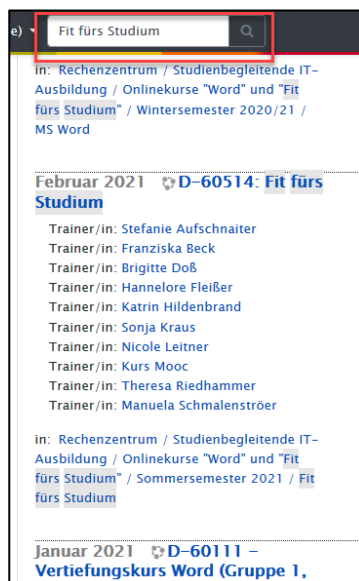 e)
Fit fürs Studium
in: Rechenzentrum / Studienbegleitende IT-
Ausbildung / Onlinekurse "Word" und "Fit
fürs Studium" / Wintersemester 2020/21 /
MS Word
Februar 2021 D-60514: Fit fürs
Studium
Trainer/in: Stefanie Aufschnaiter
Trainer/in: Franziska Beck
Trainer/in: Brigitte Doß
Trainer/in: Hannelore Fleißer
Trainer/in: Katrin Hildenbrand
Trainer/in: Sonja Kraus
Trainer/in: Nicole Leitner
Trainer/in: Kurs Mooc
Trainer/in: Theresa Riedhammer
Trainer/in: Manuela Schmalenströer
in: Rechenzentrum / Studienbegleitende IT-
Ausbildung / Onlinekurse "Word" und "Fit
fürs Studium" / Sommersemester 2021 / Fit
fürs Studium
Januar 2021 D-60111 -
Vertiefungskurs Word (Gruppe 1,